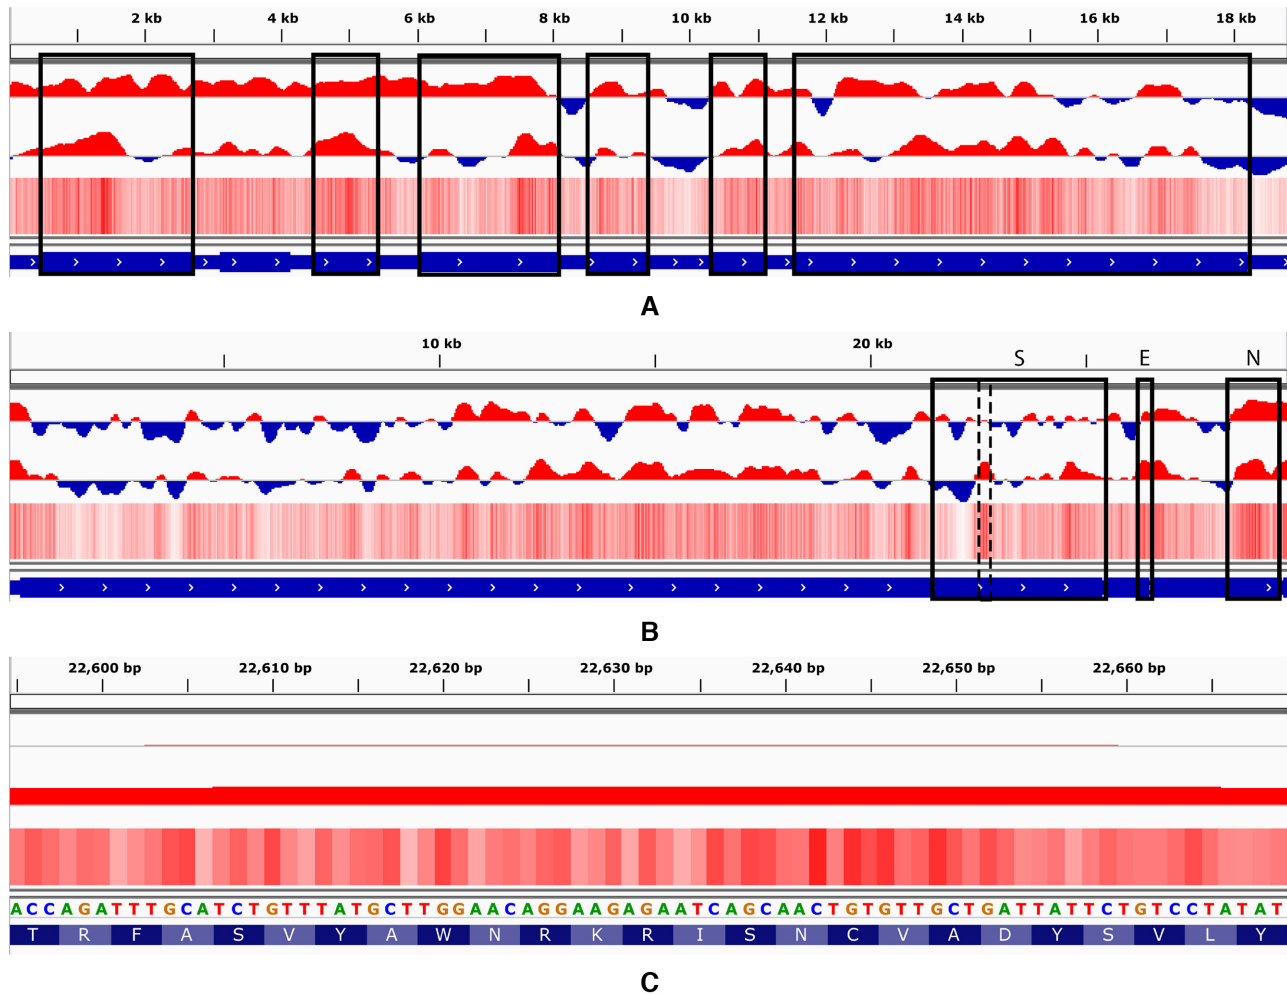 2 kb 4 kb 6 kb 8 kb 10 kb 12 kb 14 kb 16 kb 18 kb
A
10 kb 20 kb
S E N
B
22,600 bp 22,610 bp 22,620 bp 22,630 bp 22,640 bp 22,650 bp 22,660 bp
ACCAGATTTGCATCTGTTTATGCTTGGAACAGGAAGAGAATCAGCAACTGTGTTGCTGATTATTCTGTCCTATAT
T R F A S V Y A W N R K R I S N C V A D Y S V L Y
C